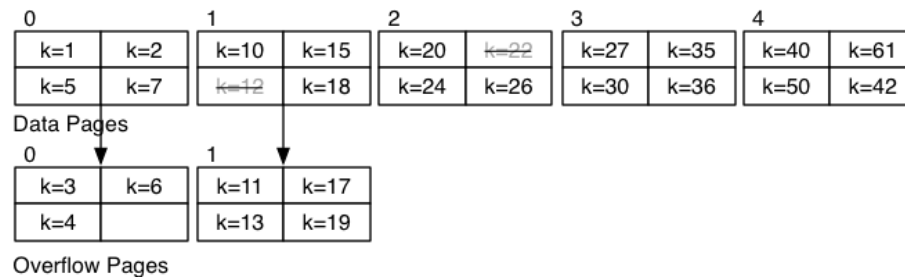 0 1 2 3 4
k=1 k=2 k=10 k=15 k=20 k=22 k=27 k=35 k=40 k=61
k=5 k=7 k=12 k=18 k=24 k=26 k=30 k=36 k=50 k=42
Data Pages
0 1
k=3 k=6 k=11 k=17
k=4 k=13 k=19
Overflow Pages